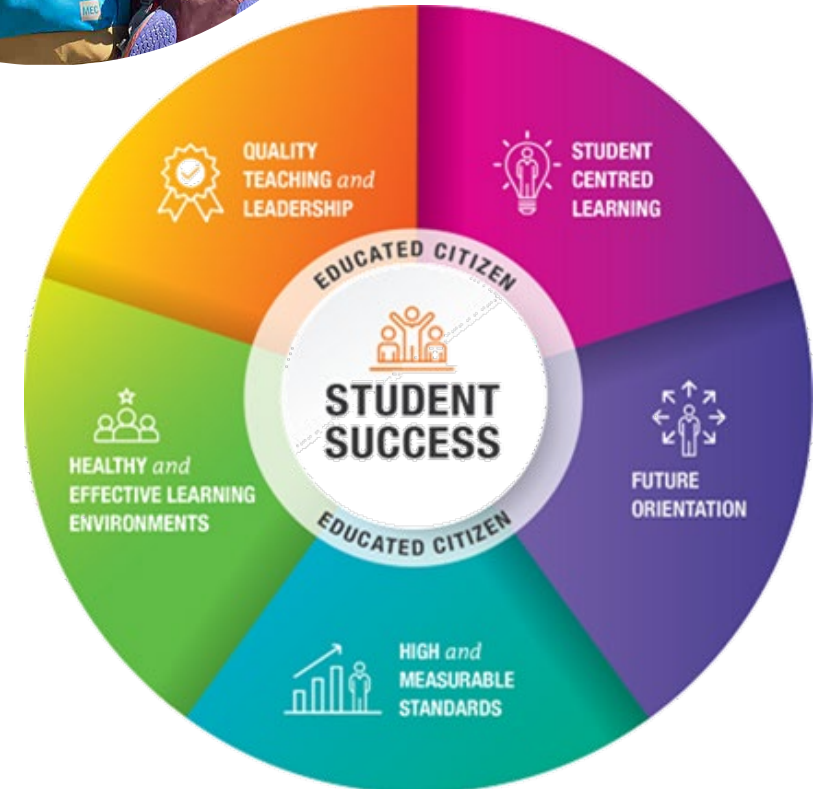 MEC
QUALITY
TEACHING and
LEADERSHIP
STUDENT
CENTRED
LEARNING
EDUCATED CITIZEN
STUDENT
SUCCESS
HEALTHY and
EFFECTIVE LEARNING
ENVIRONMENTS
FUTURE
ORIENTATION
EDUCATED CITIZEN
HIGH and
MEASURABLE
STANDARDS